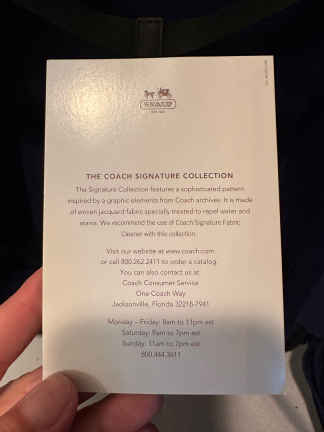 COACH
THE COACH SIGNATURE COLLECTION
The Signature Collection features a sophisticated pattern
inspired by a graphic elements from Coach archives. It is made
of woven jacquard fabric specially treated to repel water and
stains. We recommend the use of Coach Signature Fabric
Cleaner with this collection.
Visit our website at www.coach.com
or call 800.262.2411 to order a catalog.
You can also contact us at
Coach Consumer Service
One Coach Way
Jacksonville, Florida 32218-7941
Monday – Friday: 8am to 11pm est
Saturday: 9am to 7pm est
Sunday: 11am to 7pm est
800.444.3611